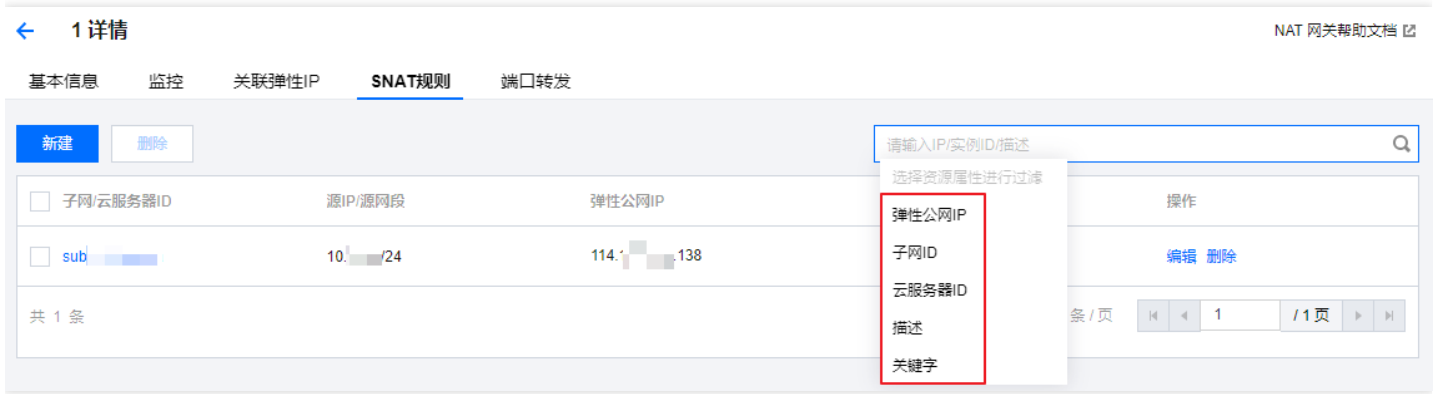 1 详情
NAT 网关帮助文档
基本信息 监控 关联弹性IP SNAT规则 端口转发
新建 删除
请输入IP/实例ID/描述
选择资源属性进行过滤
子网/云服务器ID 源IP/源网段 弹性公网IP 操作
弹性公网IP
子网ID
sub 10. /24 114. .138 编辑 删除
云服务器ID
共 1 条 条/页 1 /1页
描述
关键字